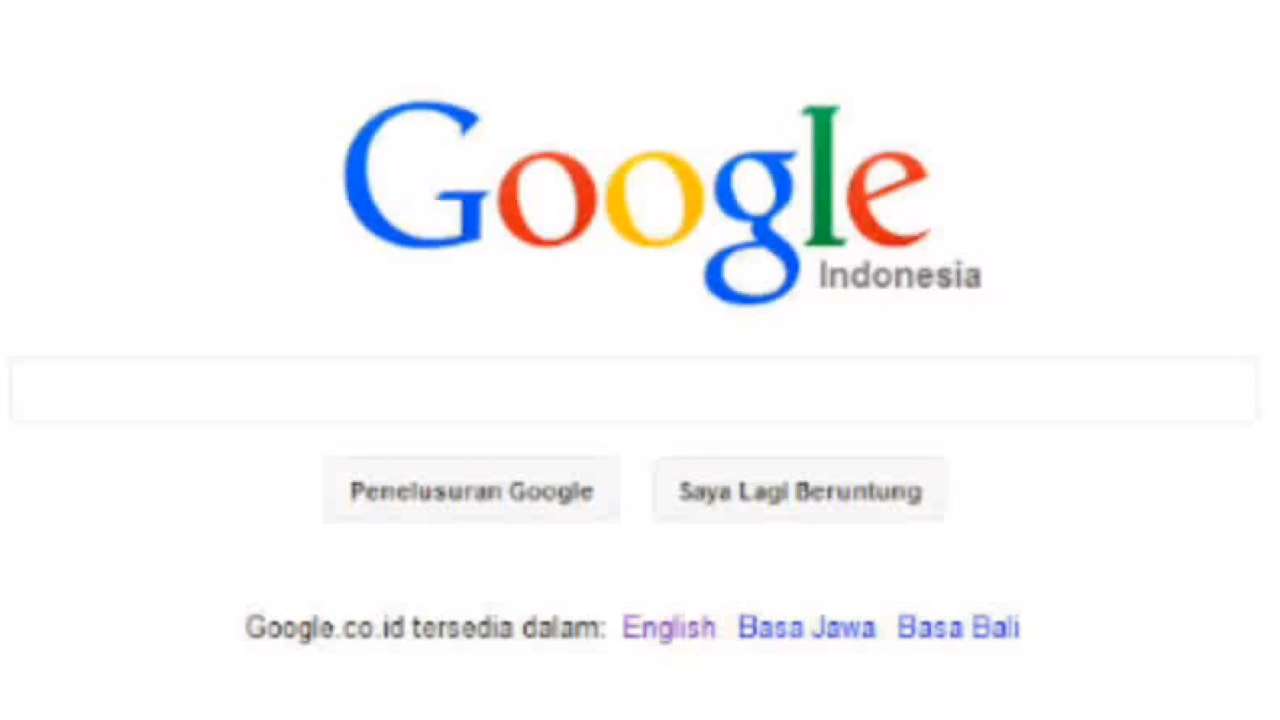 Google
Indonesia
Penelusuran Google
Saya Lagi Beruntung
Google.co.id tersedia dalam: English Basa Jawa Basa Bali